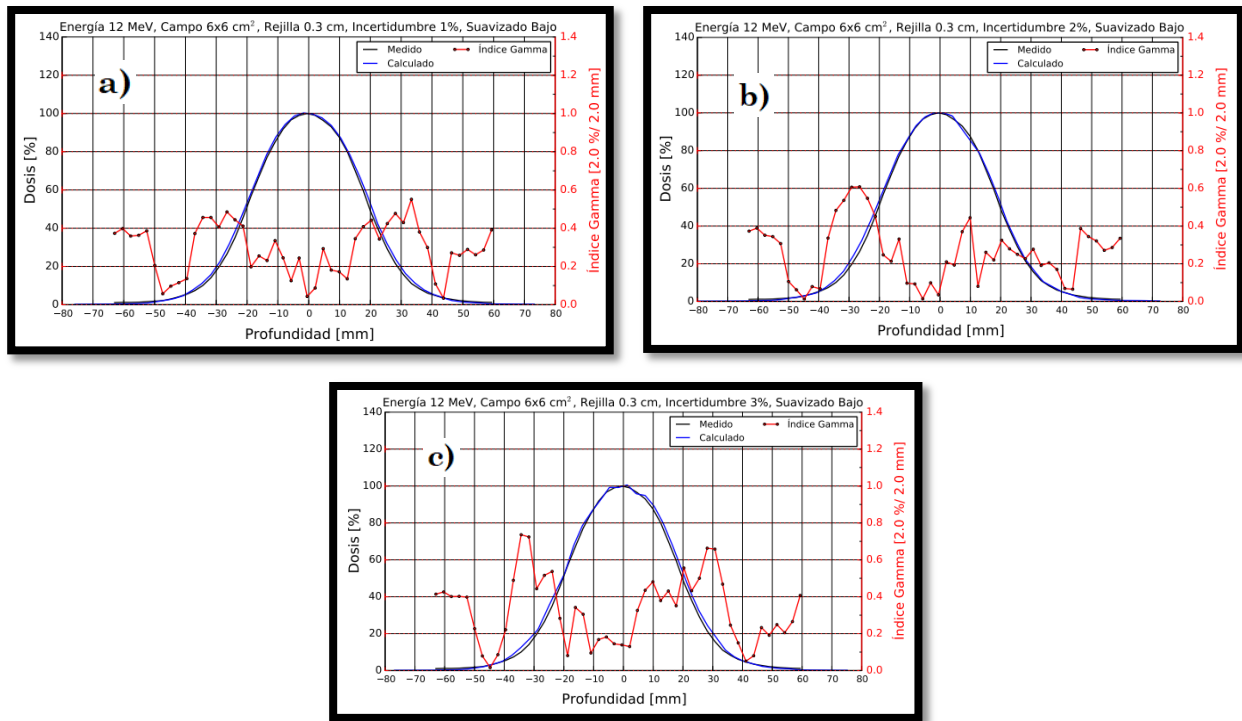 Energía 12 MeV, Campo 6x6 cm², Rejilla 0.3 cm, Incertidumbre 1%, Suavizado Bajo
a)
Medido
Calculado
Índice Gamma
Dosis [%]
140
120
100
80
60
40
20
0
1.4
1.2
1.0
0.8
0.6
0.4
0.2
0.0
Índice Gamma [2.0 %/ 2.0 mm]
−80 −70 −60 −50 −40 −30 −20 −10 0 10 20 30 40 50 60 70 80
Profundidad [mm]
Energía 12 MeV, Campo 6x6 cm², Rejilla 0.3 cm, Incertidumbre 2%, Suavizado Bajo
b)
Medido
Calculado
Índice Gamma
Dosis [%]
140
120
100
80
60
40
20
0
1.4
1.2
1.0
0.8
0.6
0.4
0.2
0.0
Índice Gamma [2.0 %/ 2.0 mm]
−80 −70 −60 −50 −40 −30 −20 −10 0 10 20 30 40 50 60 70 80
Profundidad [mm]
Energía 12 MeV, Campo 6x6 cm², Rejilla 0.3 cm, Incertidumbre 3%, Suavizado Bajo
c)
Medido
Calculado
Índice Gamma
Dosis [%]
140
120
100
80
60
40
20
0
1.4
1.2
1.0
0.8
0.6
0.4
0.2
0.0
Índice Gamma [2.0 %/ 2.0 mm]
−80 −70 −60 −50 −40 −30 −20 −10 0 10 20 30 40 50 60 70 80
Profundidad [mm]